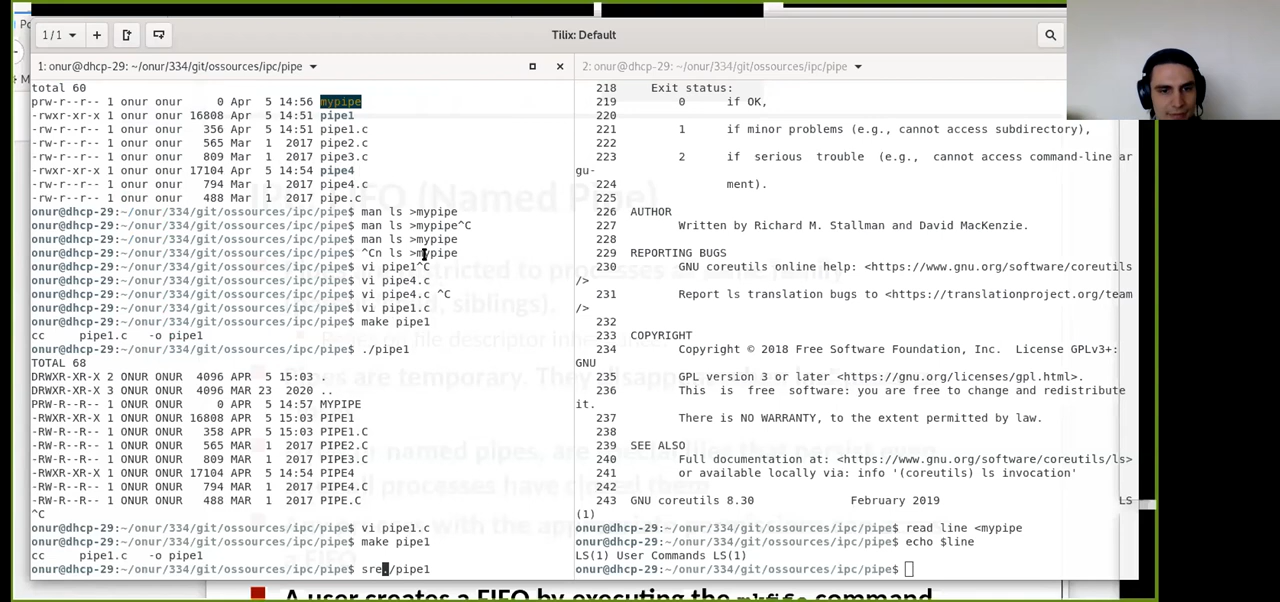 1 / 1
Tilix: Default
1: onur@dhcp-29: ~/onur/334/git/ossources/ipc/pipe
2: onur@dhcp-29: ~/onur/334/git/ossources/ipc/pipe
total 60
prw-r--r-- 1 onur onur     0 Apr  5 14:56 mypipe
-rwxr-xr-x 1 onur onur 16808 Apr  5 14:51 pipe1
-rw-r--r-- 1 onur onur   356 Apr  5 14:51 pipe1.c
-rw-r--r-- 1 onur onur   565 Mar  1  2017 pipe2.c
-rw-r--r-- 1 onur onur   809 Mar  1  2017 pipe3.c
-rwxr-xr-x 1 onur onur 17104 Apr  5 14:54 pipe4
-rw-r--r-- 1 onur onur   794 Mar  1  2017 pipe4.c
-rw-r--r-- 1 onur onur   488 Mar  1  2017 pipe.c
onur@dhcp-29:~/onur/334/git/ossources/ipc/pipe$ man ls >mypipe
onur@dhcp-29:~/onur/334/git/ossources/ipc/pipe$ man ls >mypipe^C
onur@dhcp-29:~/onur/334/git/ossources/ipc/pipe$ man ls >mypipe
onur@dhcp-29:~/onur/334/git/ossources/ipc/pipe$ ^Cn ls >mypipe
onur@dhcp-29:~/onur/334/git/ossources/ipc/pipe$ vi pipe1^C
onur@dhcp-29:~/onur/334/git/ossources/ipc/pipe$ vi pipe4.c
onur@dhcp-29:~/onur/334/git/ossources/ipc/pipe$ vi pipe4.c ^C
onur@dhcp-29:~/onur/334/git/ossources/ipc/pipe$ vi pipe1.c
onur@dhcp-29:~/onur/334/git/ossources/ipc/pipe$ make pipe1
cc     pipe1.c   -o pipe1
onur@dhcp-29:~/onur/334/git/ossources/ipc/pipe$ ./pipe1
TOTAL 68
DRWXR-XR-X 2 ONUR ONUR  4096 APR  5 15:03 .
DRWXR-XR-X 3 ONUR ONUR  4096 MAR 23  2020 ..
PRW-R--R-- 1 ONUR ONUR     0 APR  5 14:57 MYPIPE
-RWXR-XR-X 1 ONUR ONUR 16808 APR  5 15:03 PIPE1
-RW-R--R-- 1 ONUR ONUR   358 APR  5 15:03 PIPE1.C
-RW-R--R-- 1 ONUR ONUR   565 MAR  1  2017 PIPE2.C
-RW-R--R-- 1 ONUR ONUR   809 MAR  1  2017 PIPE3.C
-RWXR-XR-X 1 ONUR ONUR 17104 APR  5 14:54 PIPE4
-RW-R--R-- 1 ONUR ONUR   794 MAR  1  2017 PIPE4.C
-RW-R--R-- 1 ONUR ONUR   488 MAR  1  2017 PIPE.C
^C
onur@dhcp-29:~/onur/334/git/ossources/ipc/pipe$ vi pipe1.c
onur@dhcp-29:~/onur/334/git/ossources/ipc/pipe$ make pipe1
cc     pipe1.c   -o pipe1
onur@dhcp-29:~/onur/334/git/ossources/ipc/pipe$ sre./pipe1
218     Exit status:
219         0      if OK,
220
221         1      if minor problems (e.g., cannot access subdirectory),
222
223         2      if  serious  trouble  (e.g.,  cannot access command-line ar
gu-
224                ment).
225
226  AUTHOR
227         Written by Richard M. Stallman and David MacKenzie.
228
229  REPORTING BUGS
230         GNU coreutils online help: <https://www.gnu.org/software/coreutils
/>
231         Report ls translation bugs to <https://translationproject.org/team
/>
232
233  COPYRIGHT
234         Copyright © 2018 Free Software Foundation, Inc.  License GPLv3+:
GNU
235         GPL version 3 or later <https://gnu.org/licenses/gpl.html>.
236         This  is  free  software: you are free to change and redistribute
it.
237         There is NO WARRANTY, to the extent permitted by law.
238
239  SEE ALSO
240         Full documentation at: <https://www.gnu.org/software/coreutils/ls>
241         or available locally via: info '(coreutils) ls invocation'
242
243  GNU coreutils 8.30          February 2019          LS
(1)
onur@dhcp-29:~/onur/334/git/ossources/ipc/pipe$ read line <mypipe
onur@dhcp-29:~/onur/334/git/ossources/ipc/pipe$ echo $line
LS(1) User Commands LS(1)
onur@dhcp-29:~/onur/334/git/ossources/ipc/pipe$
A user creates a FIFO by executing the mkfifo command